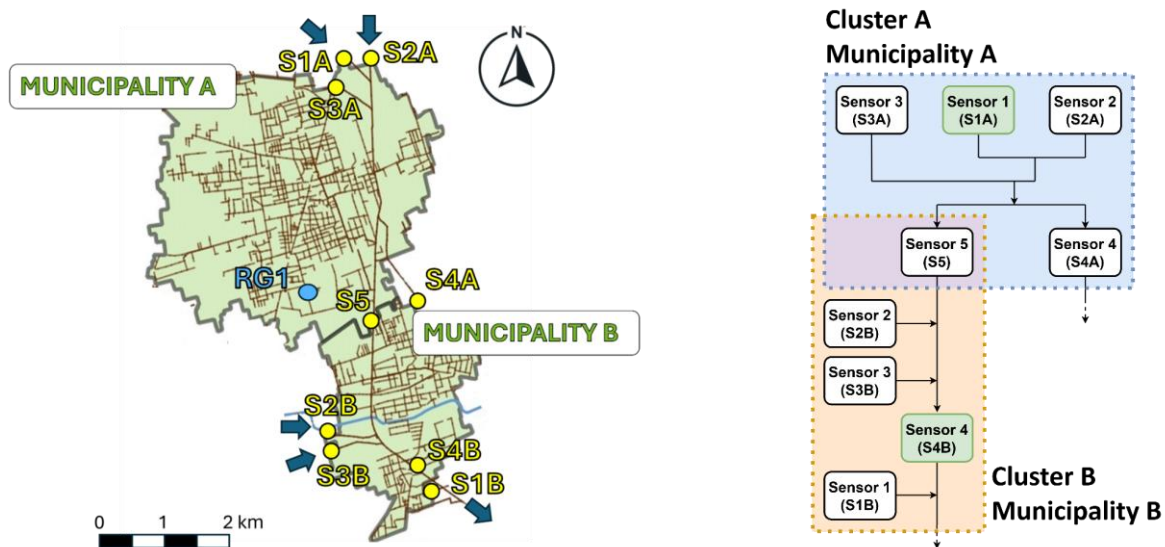 Cluster A
Municipality A
N
S1A
S2A
MUNICIPALITY A
S3A
RG1
S4A
S5
MUNICIPALITY B
S2B
S4B
S3B
S1B
0 1 2 km
Sensor 3
(S3A)
Sensor 1
(S1A)
Sensor 2
(S2A)
Sensor 5
(S5)
Sensor 4
(S4A)
Sensor 2
(S2B)
Sensor 3
(S3B)
Sensor 4
(S4B)
Sensor 1
(S1B)
Cluster B
Municipality B